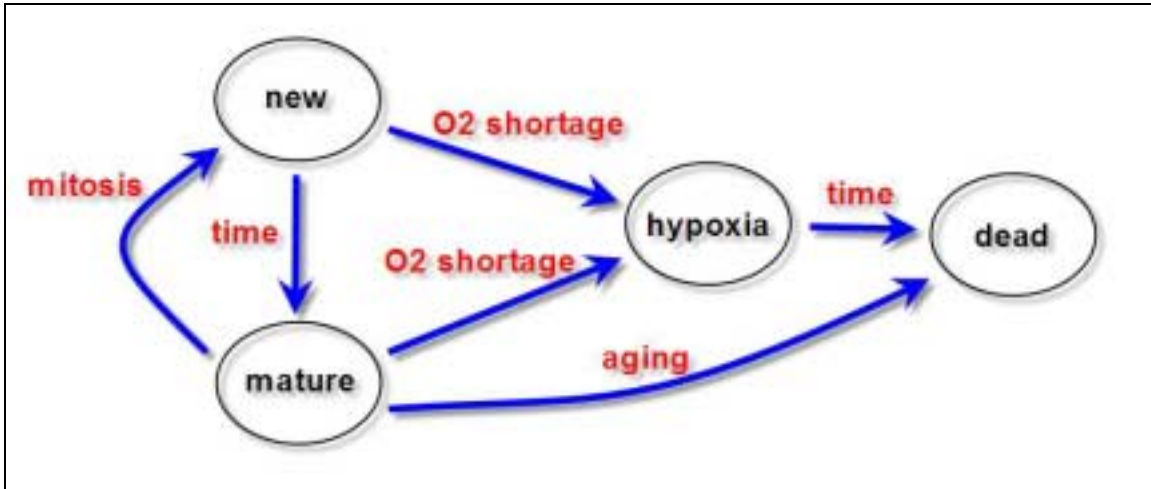 new
O2 shortage
mitosis
time
hypoxia
time
dead
O2 shortage
aging
mature